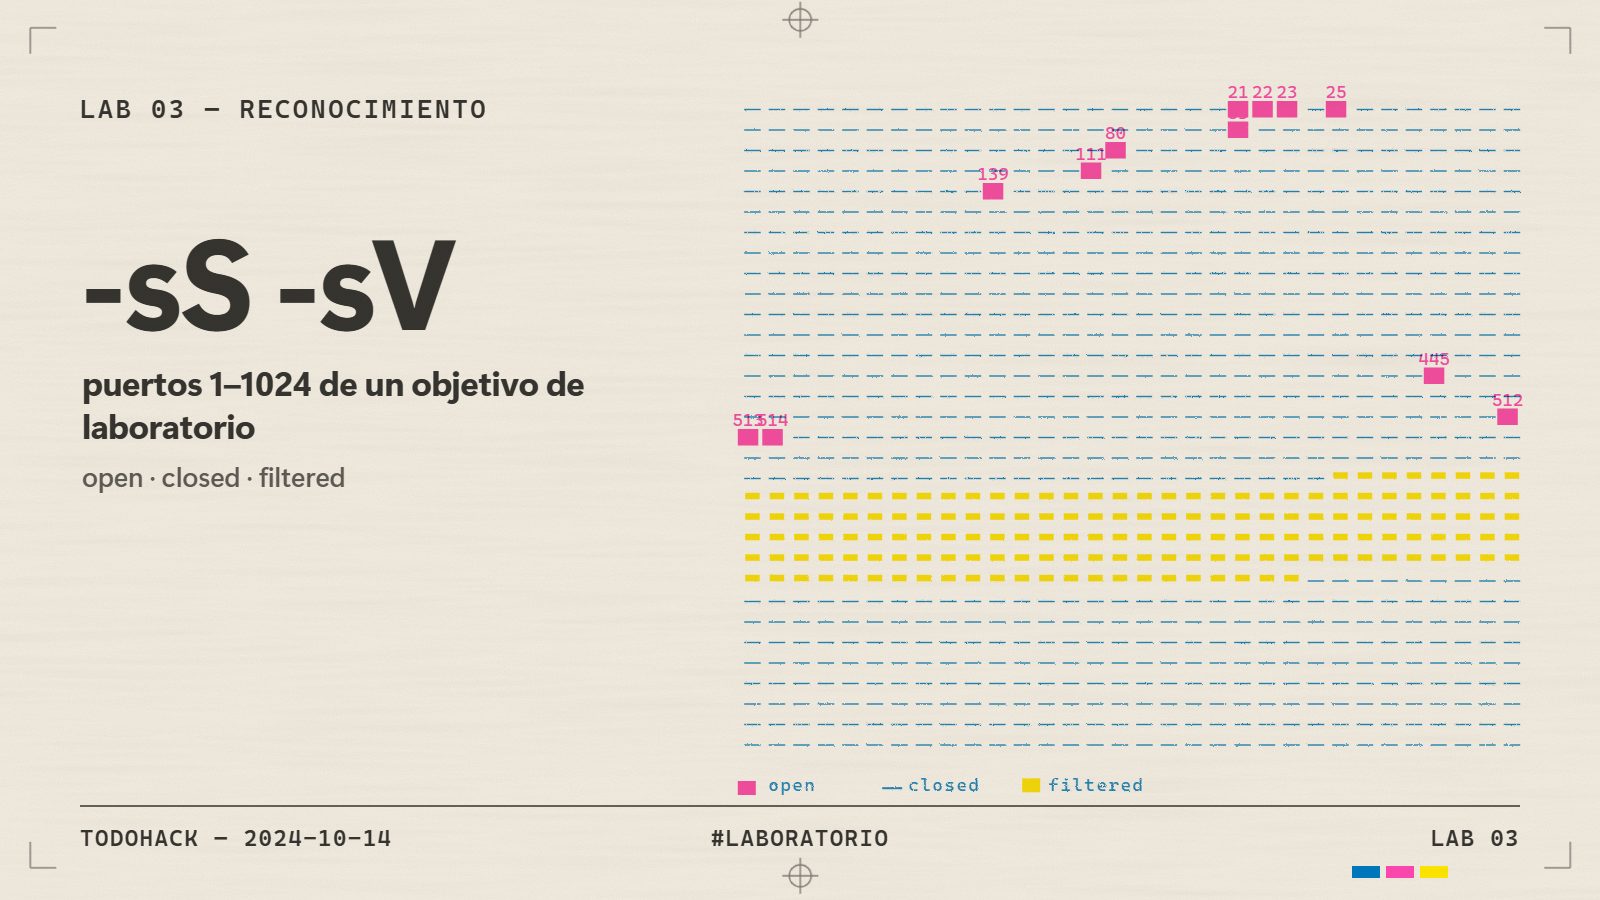 LAB 03 — RECONOCIMIENTO
-sS -sV
puertos 1–1024 de un objetivo de
laboratorio
open · closed · filtered
21 22 23 25
80
111
139
445
512
513 514
open closed filtered
TODOHACK — 2024-10-14 #LABORATORIO LAB 03